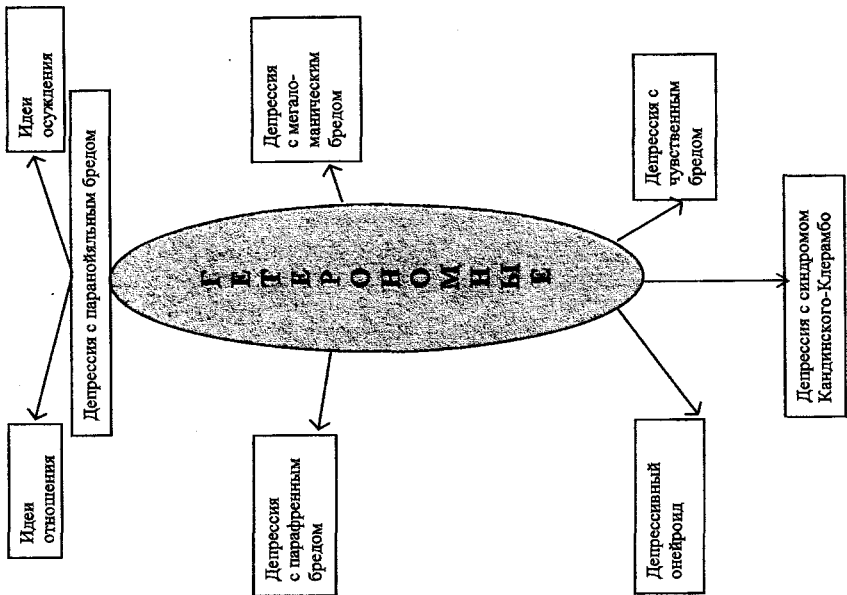 Идеи
отношения
Идеи
осуждения
Депрессия с паранойяльным бредом
Депрессия
с парафренным
бредом
ГЕТЕРОНОМНЫЕ
Депрессия
с мегало-
маническим
бредом
Депрессивный
онейроид
Депрессия с
чувственным
бредом
Депрессия с синдромом
Кандинского-Клерамбо